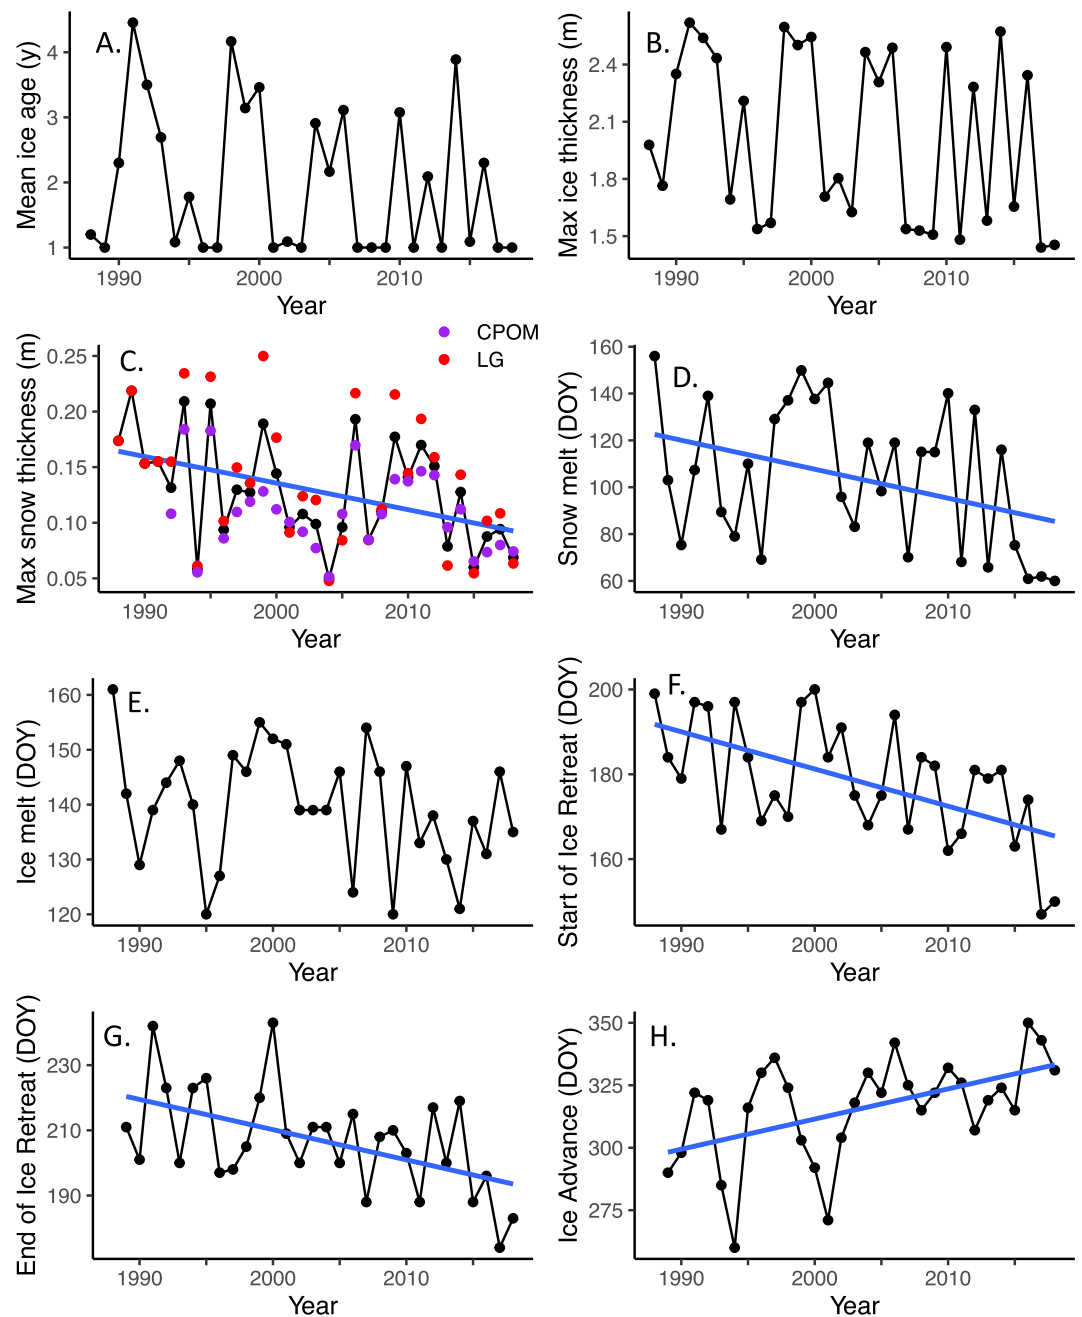 A.
Mean ice age (y)
4
3
2
1
1990 2000 2010
Year
B.
Max ice thickness (m)
2.4
2.1
1.8
1.5
1990 2000 2010
Year
C.
CPOM
LG
Max snow thickness (m)
0.25
0.20
0.15
0.10
0.05
1990 2000 2010
Year
D.
Snow melt (DOY)
160
140
120
100
80
60
1990 2000 2010
Year
E.
Ice melt (DOY)
160
150
140
130
120
1990 2000 2010
Year
F.
Start of Ice Retreat (DOY)
200
180
160
1990 2000 2010
Year
G.
End of Ice Retreat (DOY)
230
210
190
1990 2000 2010
Year
H.
Ice Advance (DOY)
350
325
300
275
1990 2000 2010
Year